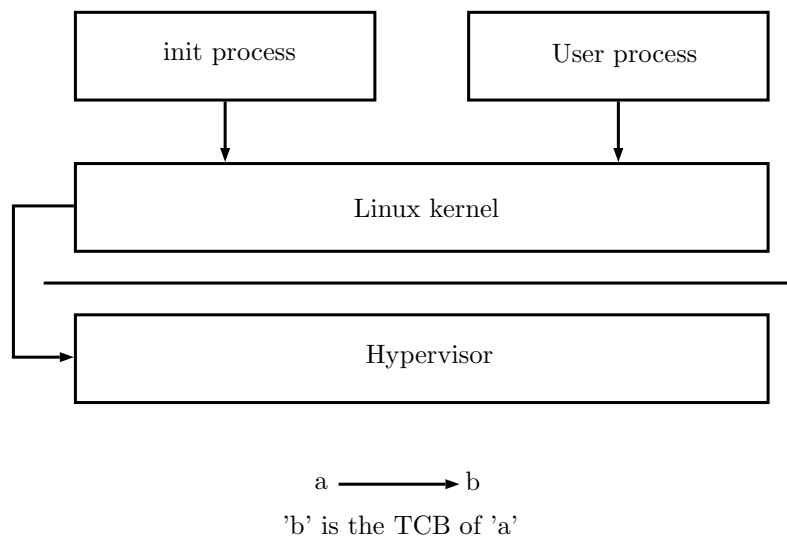 init process
User process
Linux kernel
Hypervisor
a b
'b' is the TCB of 'a'